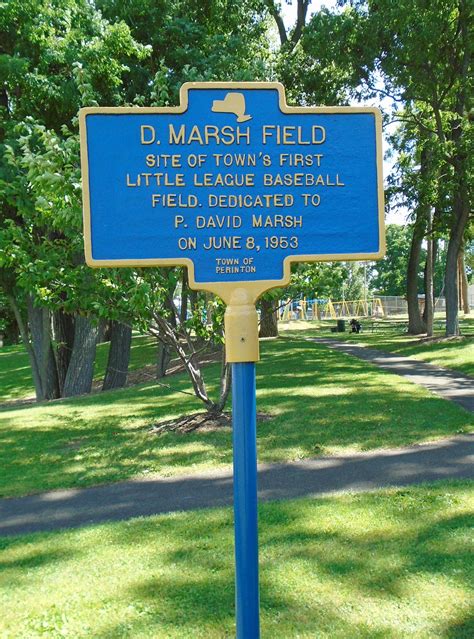 D. MARSH FIELD
SITE OF TOWN'S FIRST
LITTLE LEAGUE BASEBALL
FIELD. DEDICATED TO
P. DAVID MARSH
ON JUNE 8, 1953
TOWN OF
PERINTON